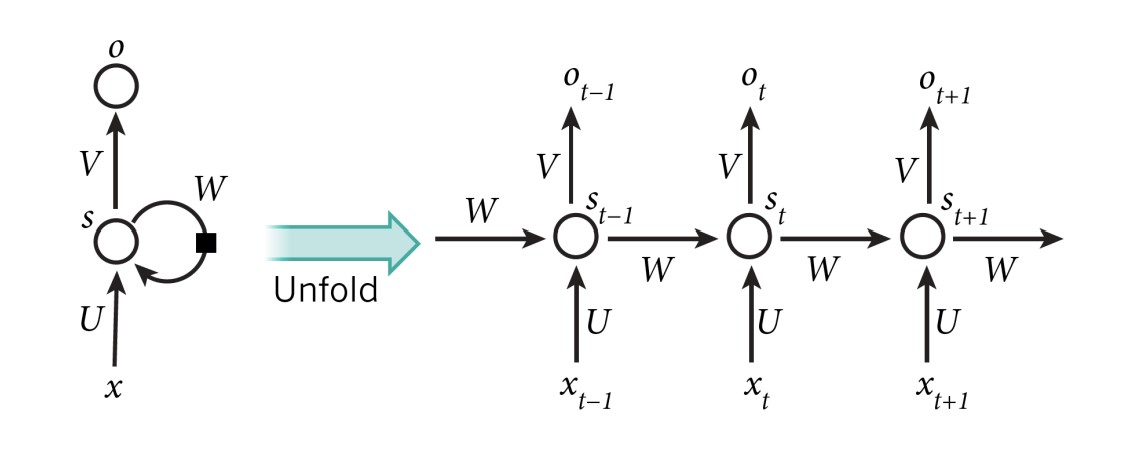 o
V
s
W
U
x
Unfold
o_{t-1} o_t o_{t+1}
V V V
W s_{t-1} s_t s_{t+1}
W W W
U U U
x_{t-1} x_t x_{t+1}